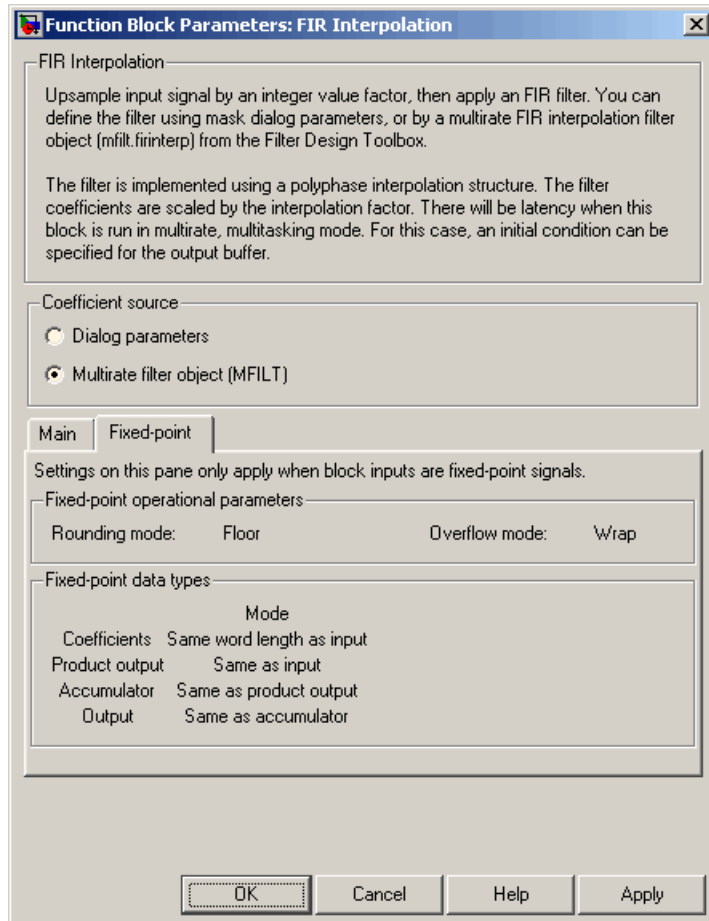 Function Block Parameters: FIR Interpolation
FIR Interpolation
Upsample input signal by an integer value factor, then apply an FIR filter. You can
define the filter using mask dialog parameters, or by a multirate FIR interpolation filter
object (mfilt.firinterp) from the Filter Design Toolbox.
The filter is implemented using a polyphase interpolation structure. The filter
coefficients are scaled by the interpolation factor. There will be latency when this
block is run in multirate, multitasking mode. For this case, an initial condition can be
specified for the output buffer.
Coefficient source
Dialog parameters
Multirate filter object (MFILT)
Main Fixed-point
Settings on this pane only apply when block inputs are fixed-point signals.
Fixed-point operational parameters
Rounding mode: Floor Overflow mode: Wrap
Fixed-point data types
Mode
Coefficients Same word length as input
Product output Same as input
Accumulator Same as product output
Output Same as accumulator
OK Cancel Help Apply